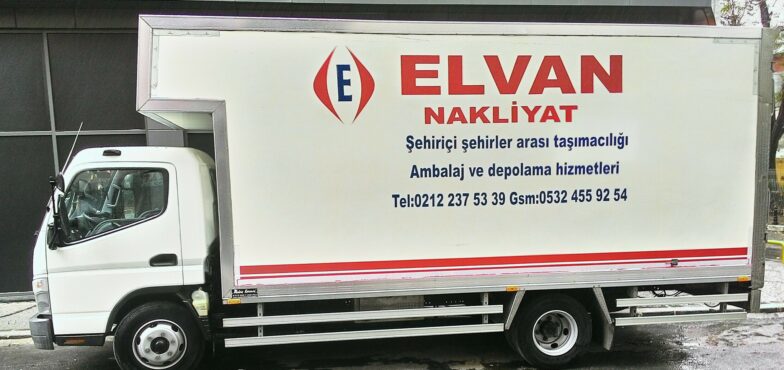 E
ELVAN
NAKLİYAT
Şehiriçi şehirler arası taşımacılığı
Ambalaj ve depolama hizmetleri
Tel:0212 237 53 39 Gsm:0532 455 92 54